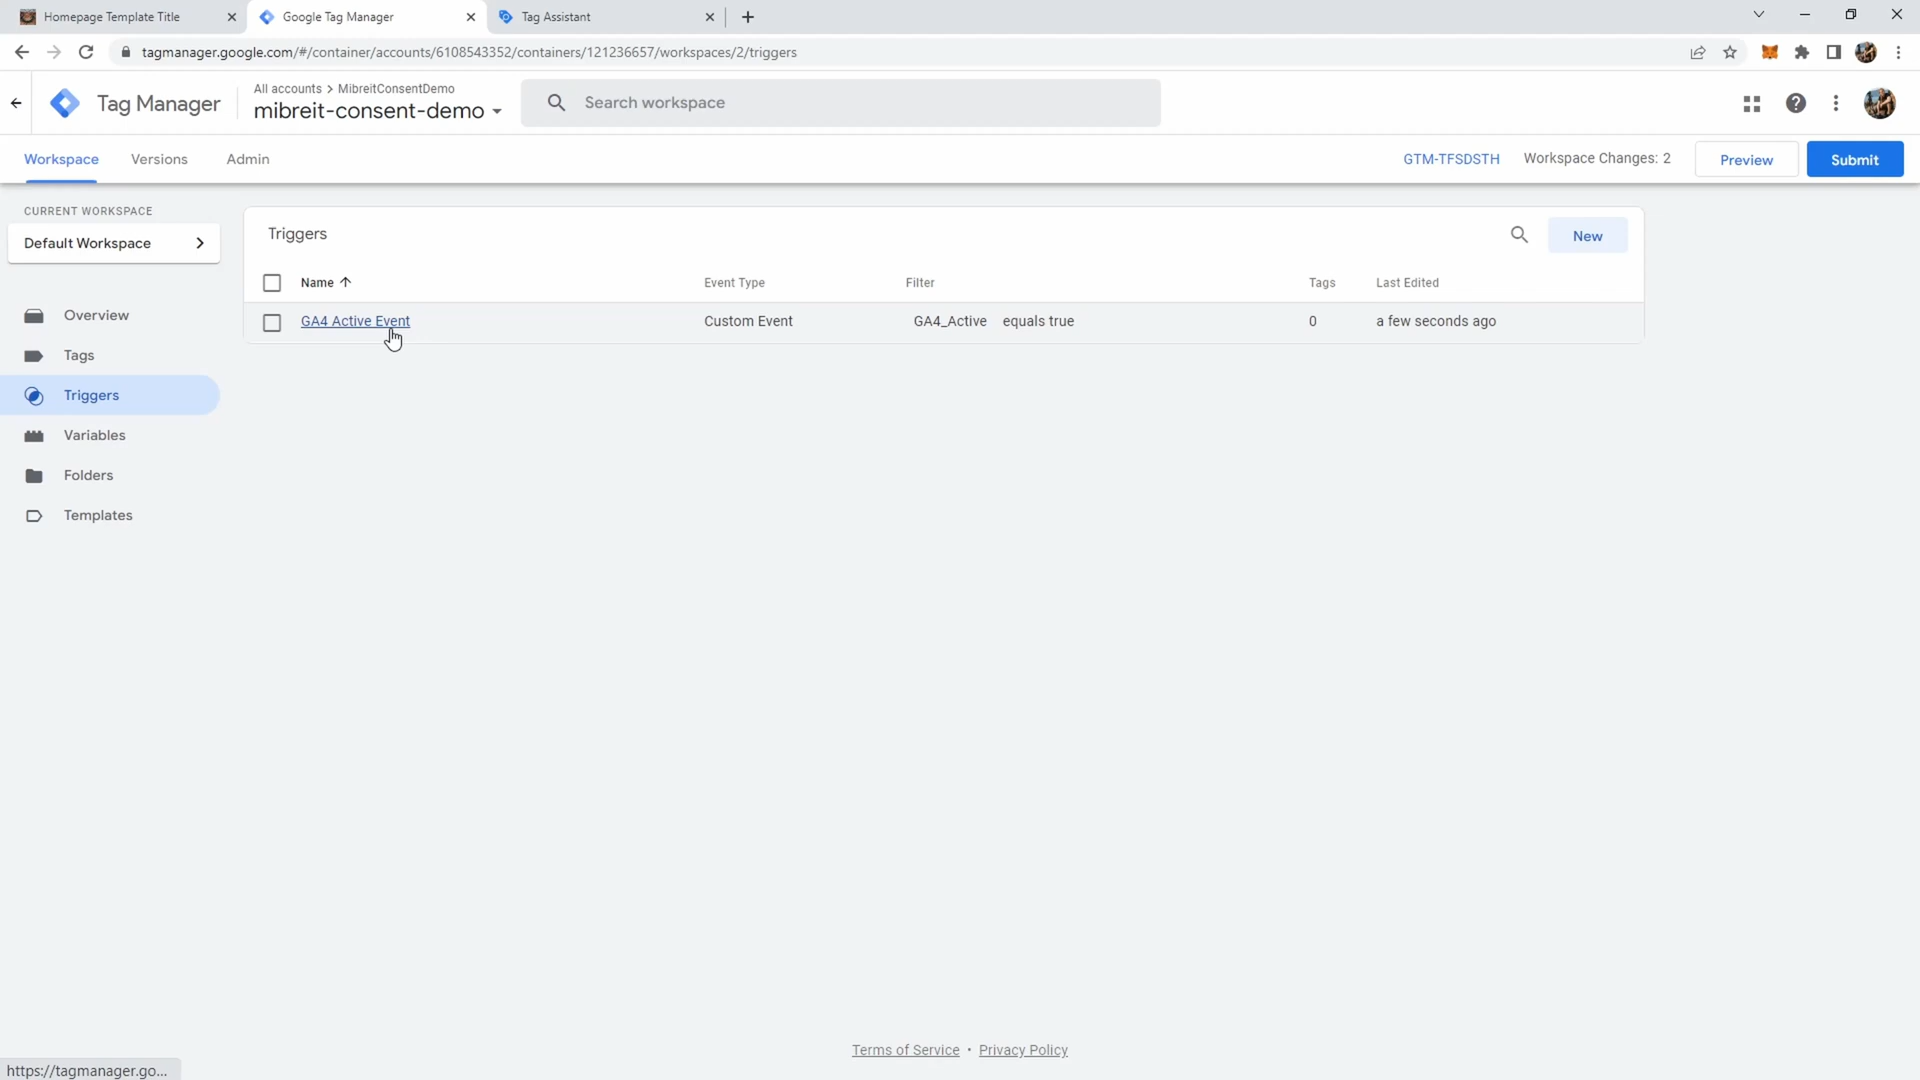 Homepage Template Title
Google Tag Manager
Tag Assistant
tagmanager.google.com/#/container/accounts/6108543352/containers/121236657/workspaces/2/triggers
Tag Manager
All accounts > MibreitConsentDemo
mibreit-consent-demo
Search workspace
Workspace
Versions
Admin
GTM-TFSDSTH
Workspace Changes: 2
Preview
Submit
CURRENT WORKSPACE
Default Workspace
Overview
Tags
Triggers
Variables
Folders
Templates
Triggers
New
Name Event Type Filter Tags Last Edited
GA4 Active Event Custom Event GA4_Active equals true 0 a few seconds ago
Terms of Service • Privacy Policy
https://tagmanager.go...